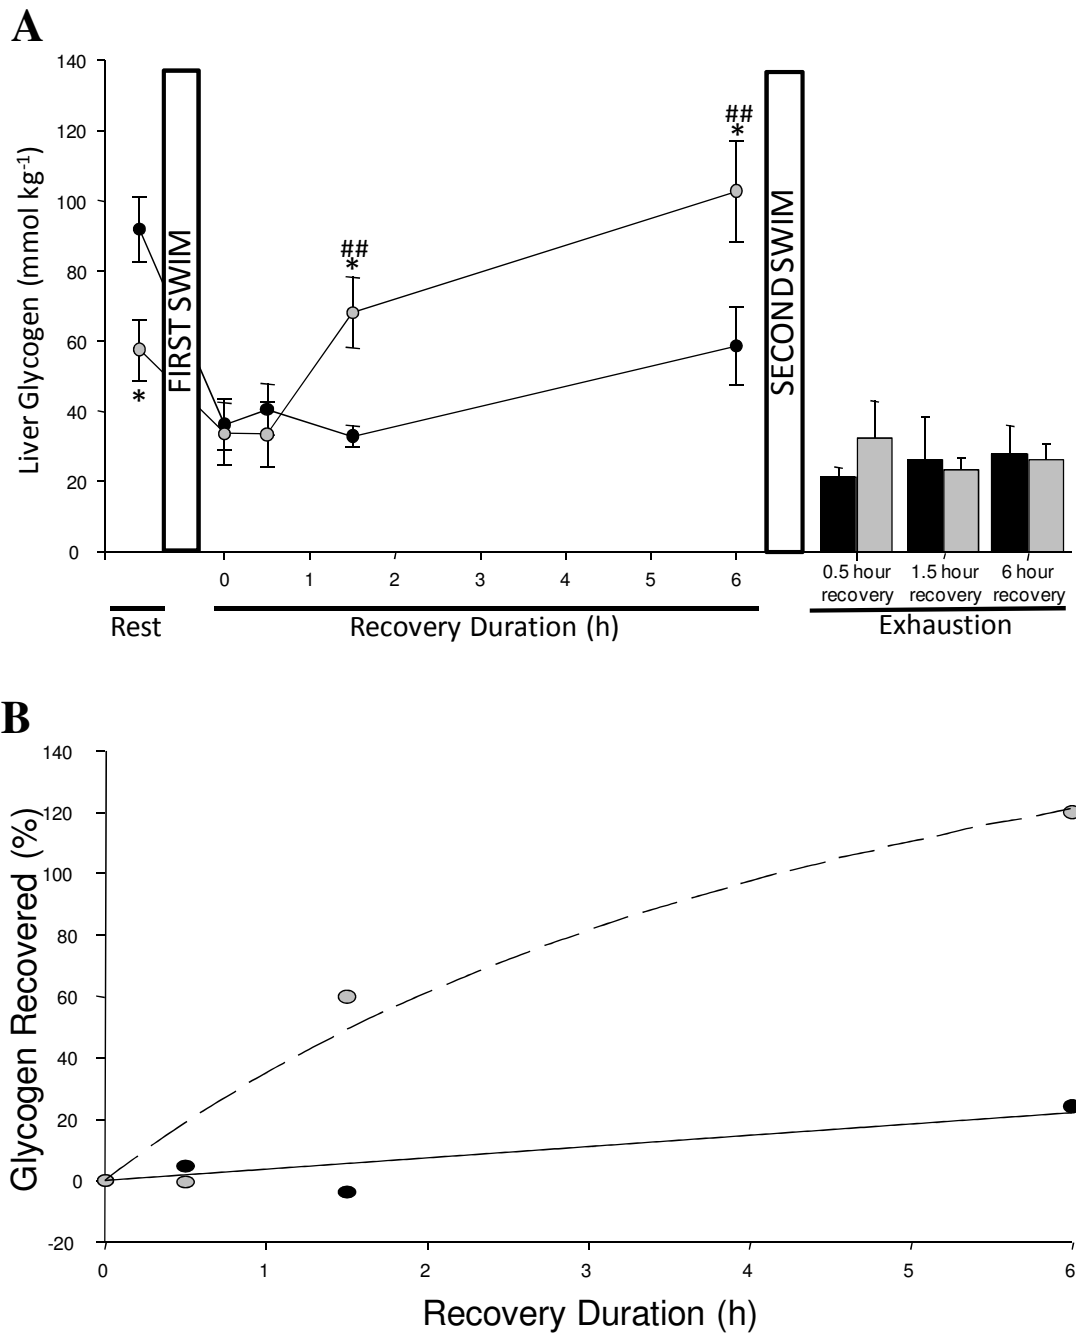 A
140
120
100
80
60
40
20
0
Liver Glycogen (mmol kg-1)
FIRST SWIM
SECOND SWIM
*
##
*
##
*
0 1 2 3 4 5 6
0.5 hour recovery
1.5 hour recovery
6 hour recovery
Rest
Recovery Duration (h)
Exhaustion
B
140
120
100
80
60
40
20
0
-20
Glycogen Recovered (%)
0 1 2 3 4 5 6
Recovery Duration (h)